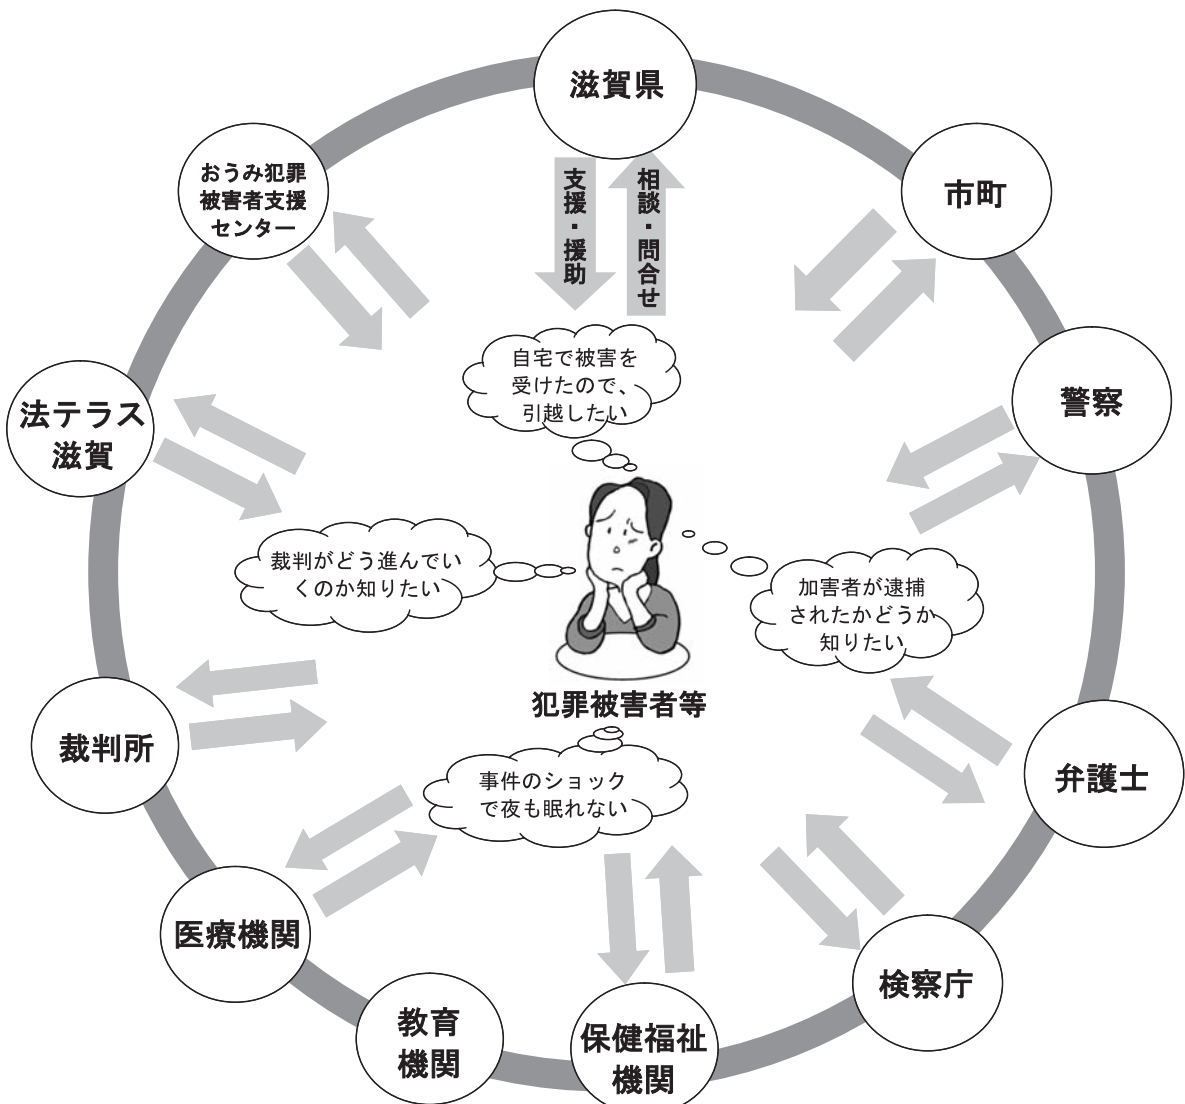 滋賀県
おうみ犯罪
被害者支援
センター
市町
支援・援助
相談・問合せ
自宅で被害を
受けたので、
引越したい
警察
法テラス
滋賀
裁判がどう進んでい
くのか知りたい
加害者が逮捕
されたかどうか
知りたい
犯罪被害者等
裁判所
弁護士
事件のショック
で夜も眠れない
医療機関
検察庁
教育
機関
保健福祉
機関